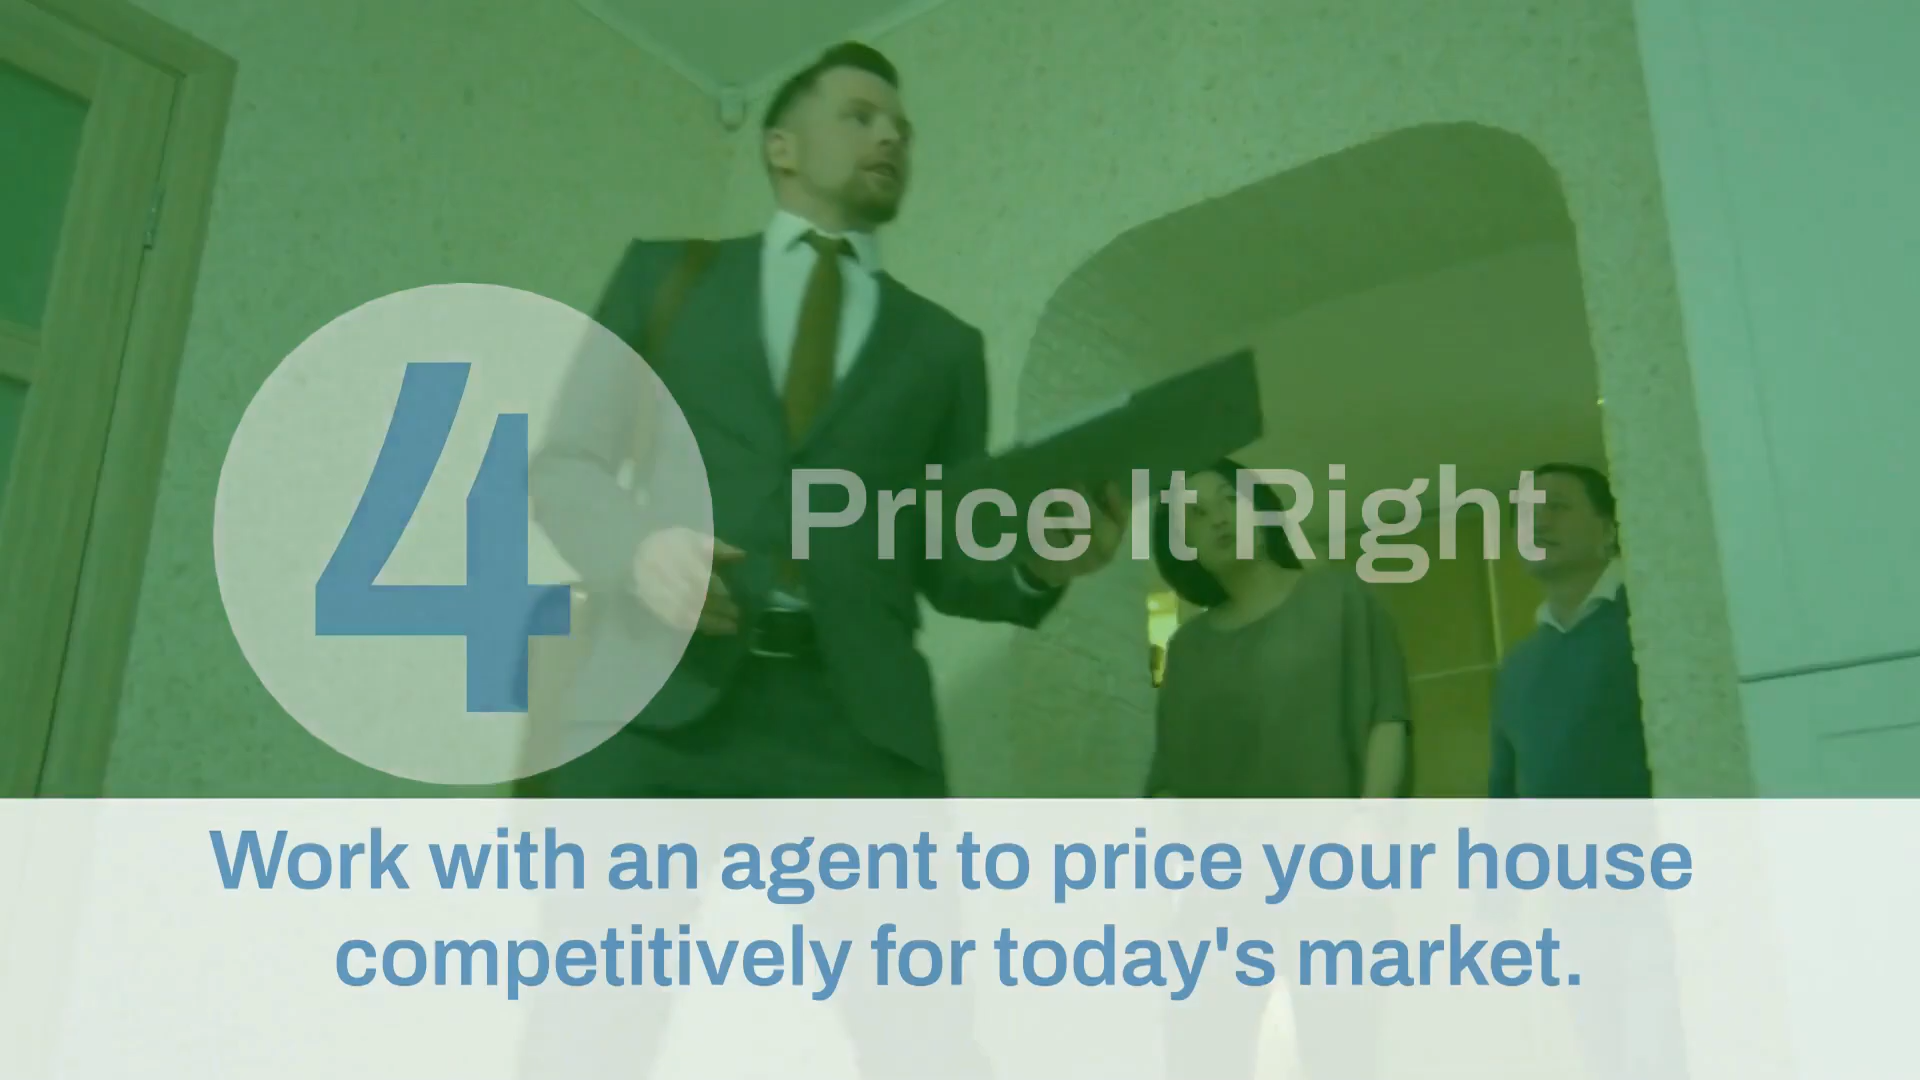 4
Price It Right
Work with an agent to price your house
competitively for today's market.